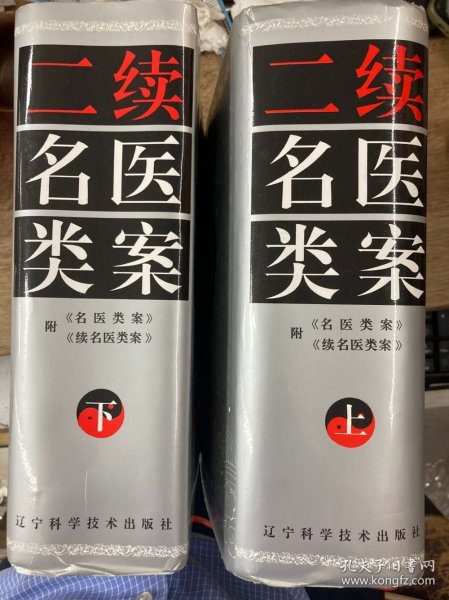 二续
名医
类案
附
《名医类案》
《续名医类案》
下
辽宁科学技术出版社
二续
名医
类案
附
《名医类案》
《续名医类案》
上
辽宁科学技术出版社
孔夫子旧书网
www.kongfz.com